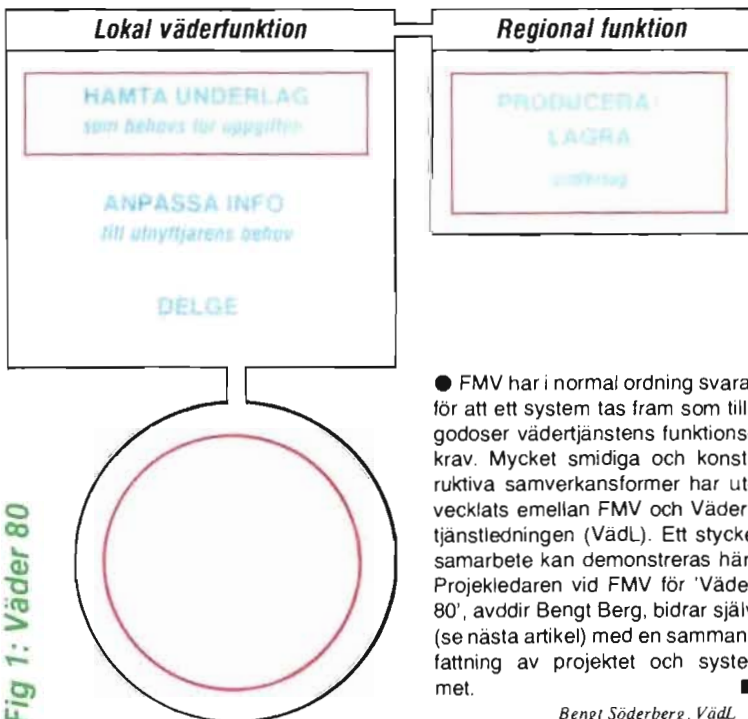 Lokal väderfunktion
HAMTA UNDERLAG
som behovs for uppgiften
ANPASSA INFO
till utnyttjarens behov
DELGE
Regional funktion
PRODUCERA
LAGRA
underlag
Fig 1: Väder 80
● FMV har i normal ordning svara
för att ett system tas fram som till
godoser vädertjänstens funktions
krav. Mycket smidiga och konst
ruktiva samverkansformer har ut
vecklats emellan FMV och Väder
tjänstledningen (VädL). Ett stycke
samarbete kan demonstreras här
Projekledaren vid FMV för 'Väde
80', avddir Bengt Berg, bidrar själv
(se nästa artikel) med en samman
fattning av projektet och syste
met.
Bengt Söderberg, VädL